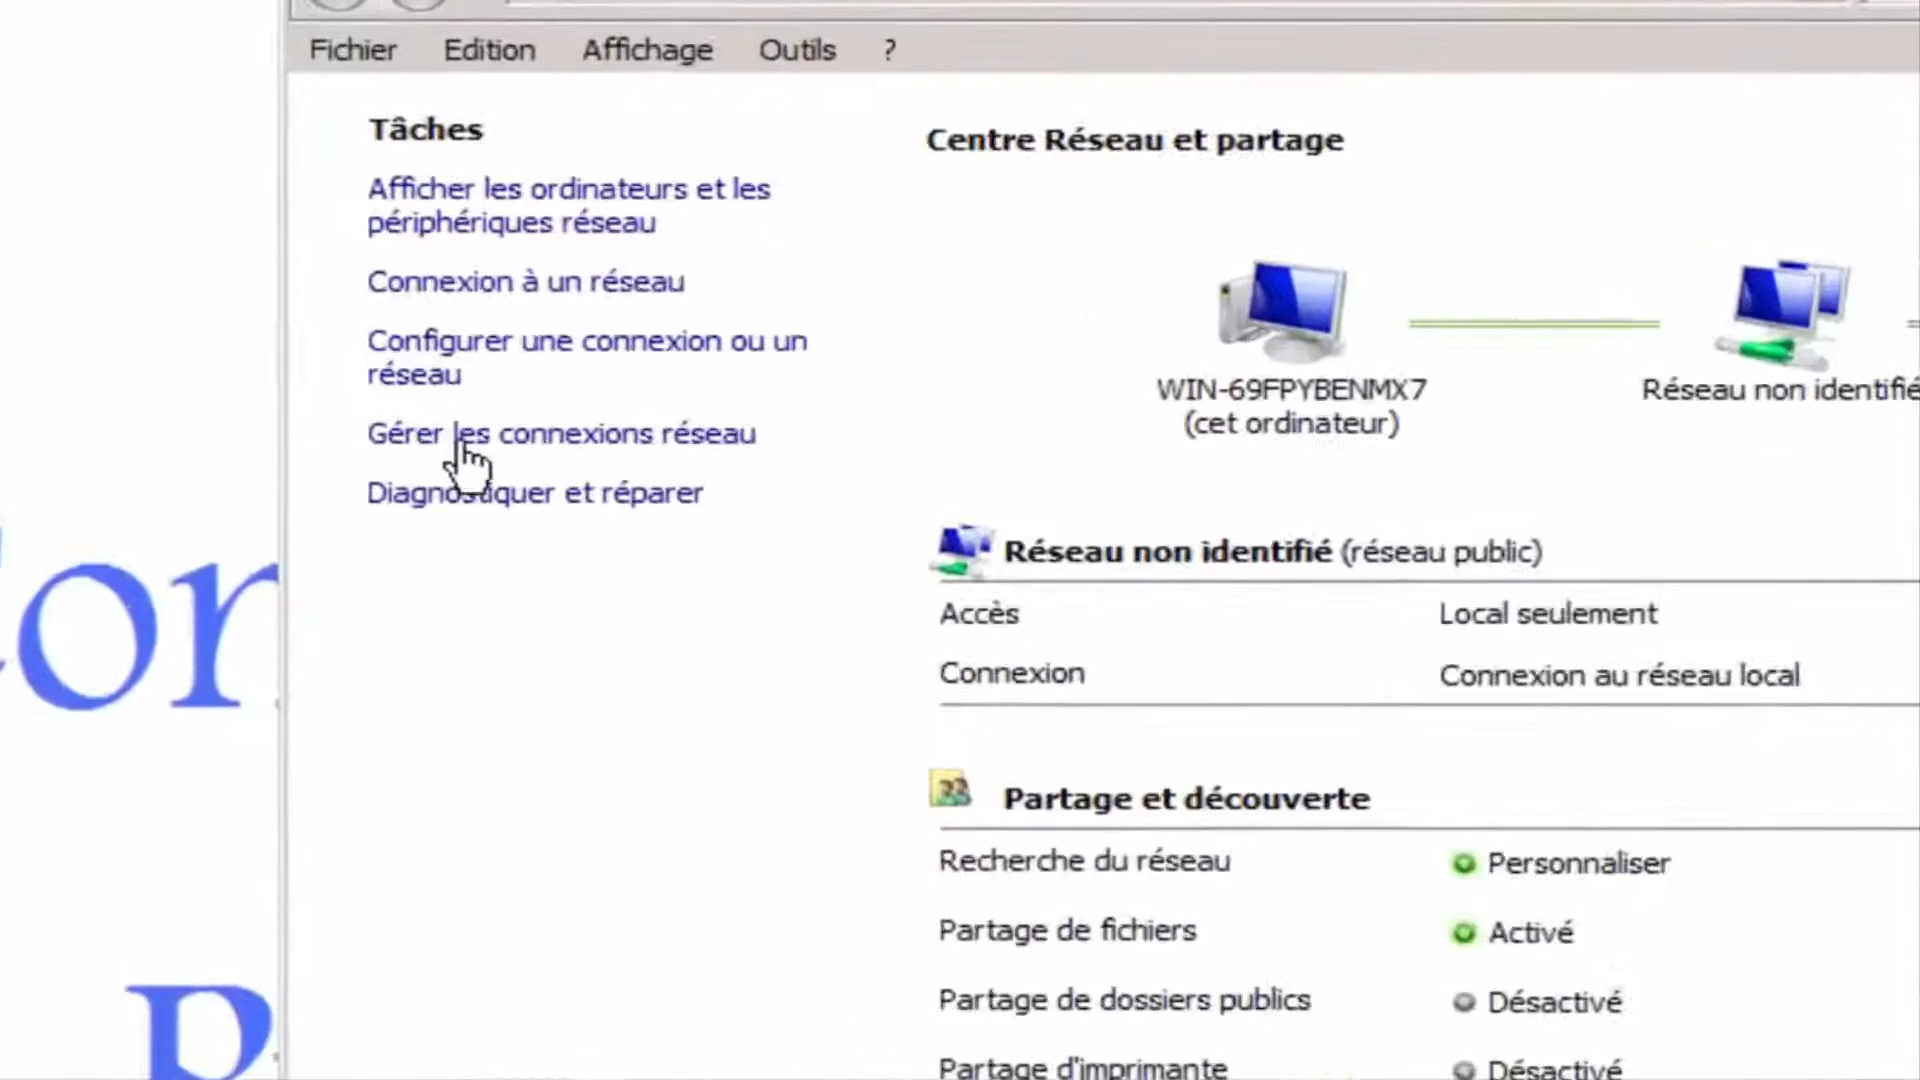 Fichier Edition Affichage Outils ?
Tâches
Afficher les ordinateurs et les
périphériques réseau
Connexion à un réseau
Configurer une connexion ou un
réseau
Gérer les connexions réseau
Diagnostiquer et réparer
Centre Réseau et partage
WIN-69FPYBENMX7
(cet ordinateur)
Réseau non identifié
Réseau non identifié (réseau public)
Accès Local seulement
Connexion Connexion au réseau local
Partage et découverte
Recherche du réseau Personnaliser
Partage de fichiers Activé
Partage de dossiers publics Désactivé
Partage d'imprimante Désactivé